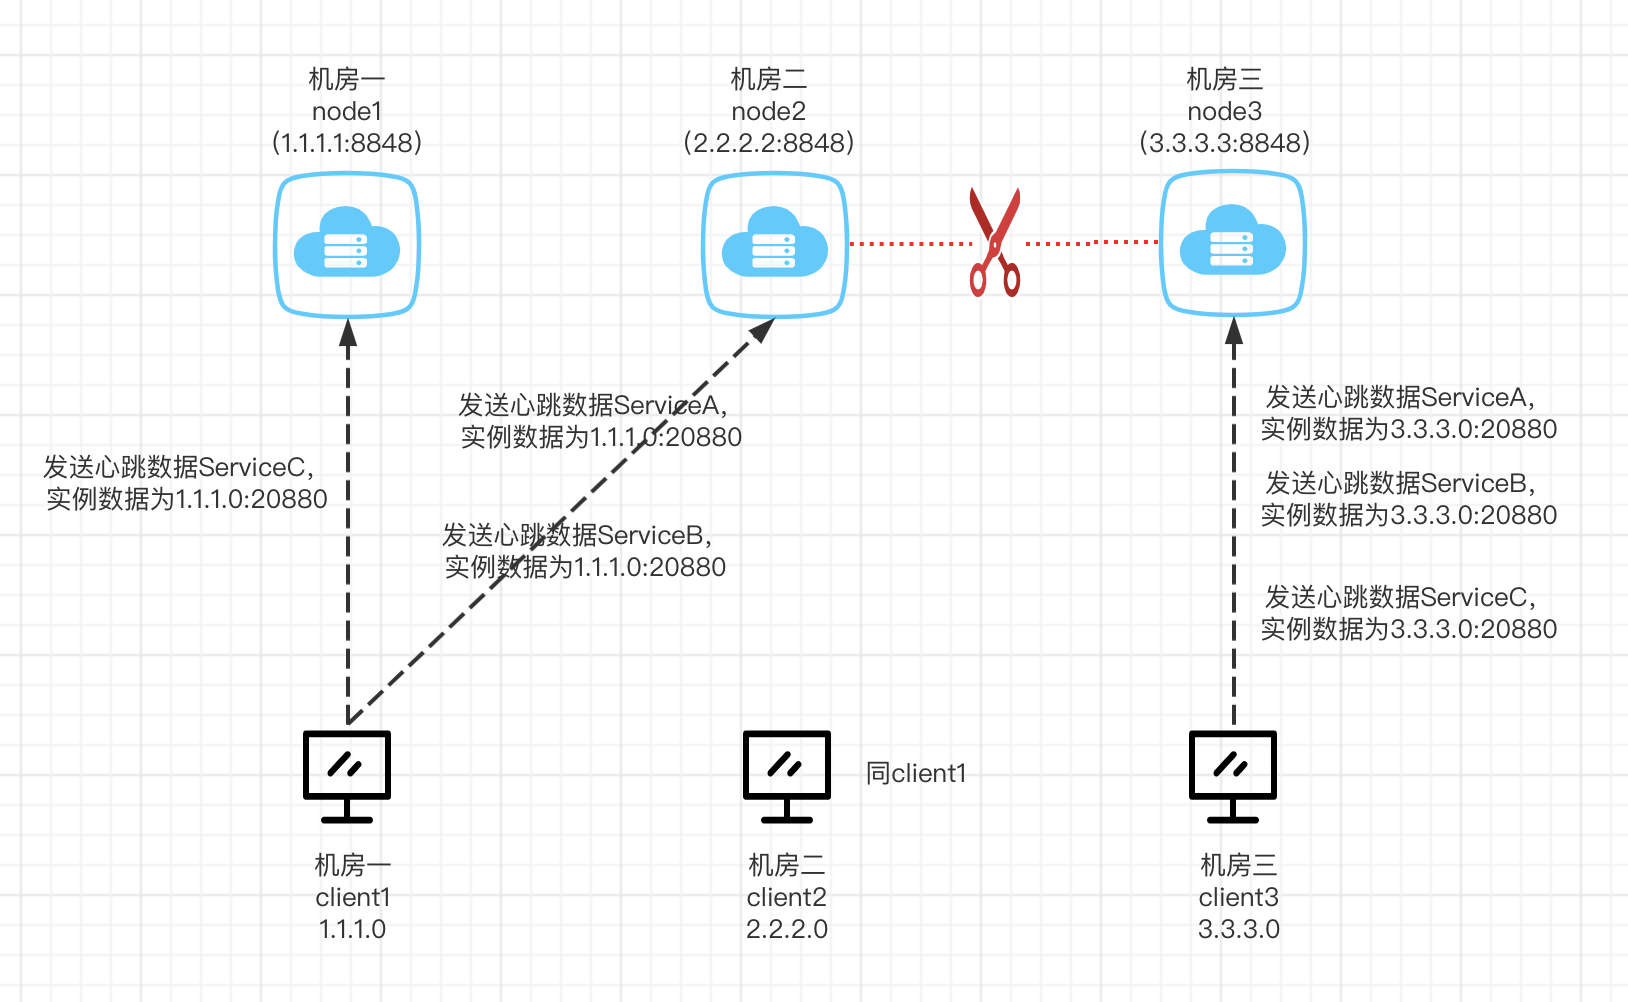 机房一
node1
(1.1.1.1:8848)
机房二
node2
(2.2.2.2:8848)
机房三
node3
(3.3.3.3:8848)
发送心跳数据ServiceC,
实例数据为1.1.1.0:20880
发送心跳数据ServiceA,
实例数据为1.1.1.0:20880
发送心跳数据ServiceB,
实例数据为1.1.1.0:20880
发送心跳数据ServiceA,
实例数据为3.3.3.0:20880
发送心跳数据ServiceB,
实例数据为3.3.3.0:20880
发送心跳数据ServiceC,
实例数据为3.3.3.0:20880
同client1
机房一
client1
1.1.1.0
机房二
client2
2.2.2.0
机房三
client3
3.3.3.0